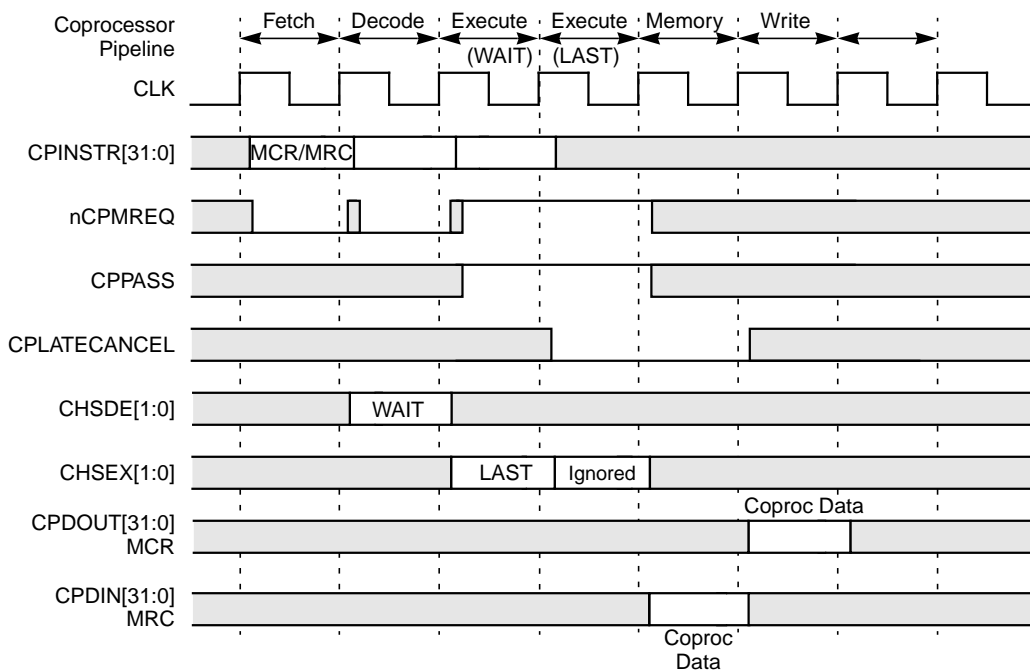 Coprocessor
Pipeline
Fetch
Decode
Execute
(WAIT)
Execute
(LAST)
Memory
Write
CLK
CPINSTR[31:0]
MCR/MRC
nCPMREQ
CPPASS
CPLATECANCEL
CHSDE[1:0]
WAIT
CHSEX[1:0]
LAST
Ignored
CPDOUT[31:0]
MCR
Coproc Data
CPDIN[31:0]
MRC
Coproc
Data